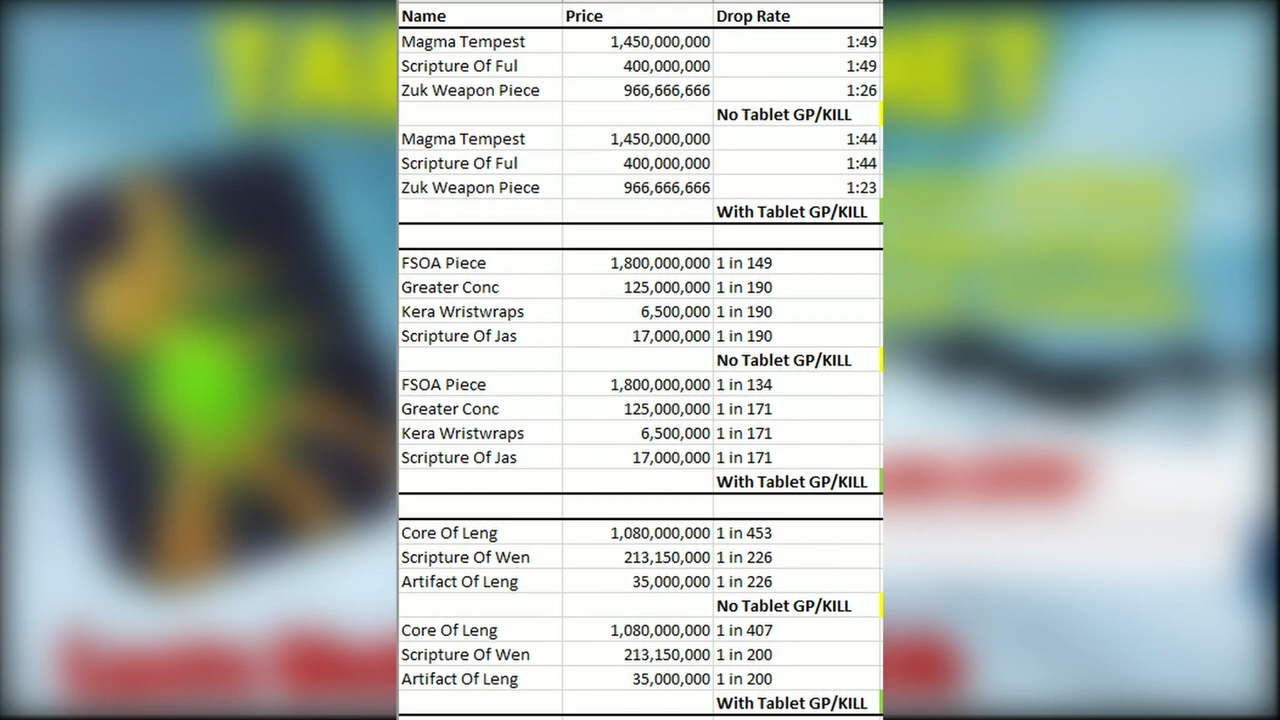 Name Price Drop Rate
Magma Tempest 1,450,000,000 1:49
Scripture Of Ful 400,000,000 1:49
Zuk Weapon Piece 966,666,666 1:26
No Tablet GP/KILL
Magma Tempest 1,450,000,000 1:44
Scripture Of Ful 400,000,000 1:44
Zuk Weapon Piece 966,666,666 1:23
With Tablet GP/KILL
FSOA Piece 1,800,000,000 1 in 149
Greater Conc 125,000,000 1 in 190
Kera Wristwraps 6,500,000 1 in 190
Scripture Of Jas 17,000,000 1 in 190
No Tablet GP/KILL
FSOA Piece 1,800,000,000 1 in 134
Greater Conc 125,000,000 1 in 171
Kera Wristwraps 6,500,000 1 in 171
Scripture Of Jas 17,000,000 1 in 171
With Tablet GP/KILL
Core Of Leng 1,080,000,000 1 in 453
Scripture Of Wen 213,150,000 1 in 226
Artifact Of Leng 35,000,000 1 in 226
No Tablet GP/KILL
Core Of Leng 1,080,000,000 1 in 407
Scripture Of Wen 213,150,000 1 in 200
Artifact Of Leng 35,000,000 1 in 200
With Tablet GP/KILL